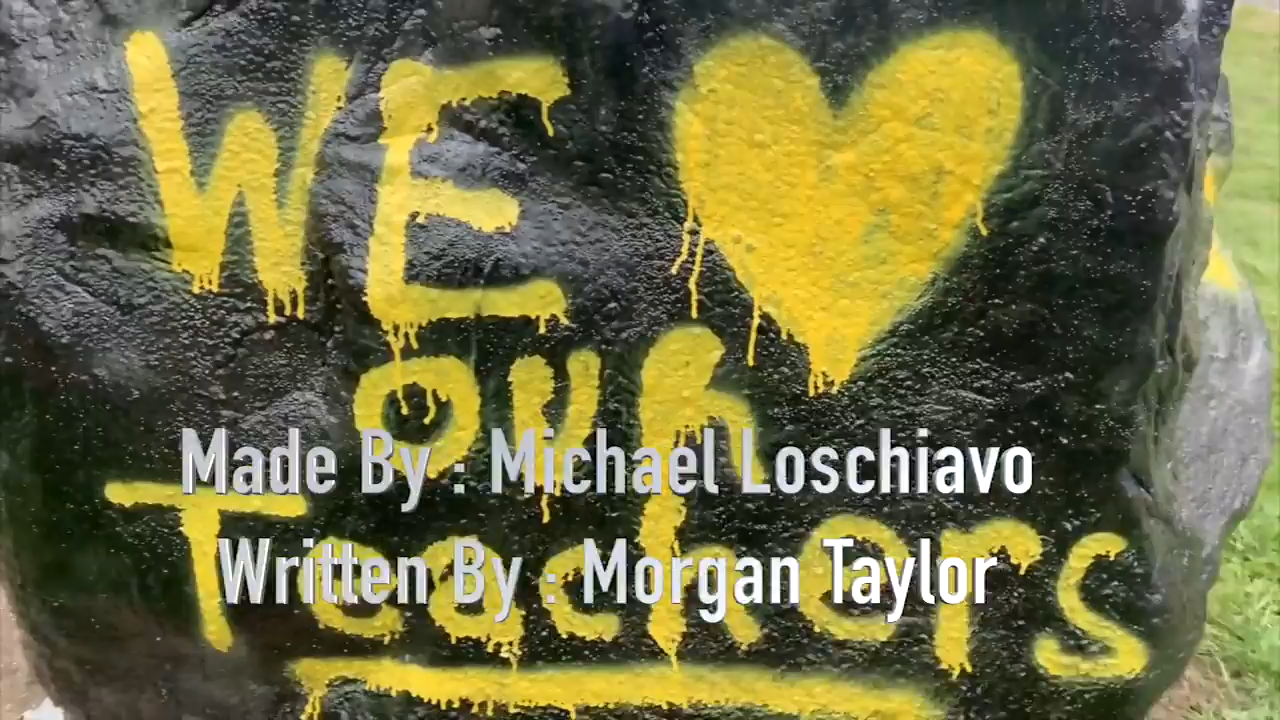 WE
our
Made By : Michael Loschiavo
Teachers
Written By : Morgan Taylor